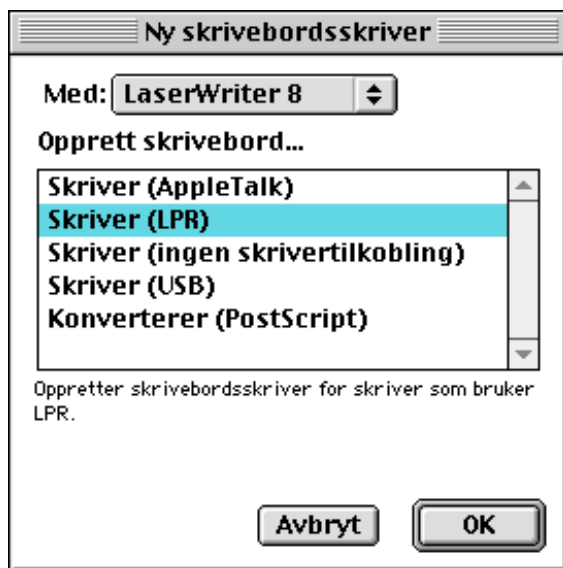 Ny skrivebordsskriver
Med: LaserWriter 8
Opprett skrivebord...
Skriver (AppleTalk)
Skriver (LPR)
Skriver (ingen skrivertilkobling)
Skriver (USB)
Konverterer (PostScript)
Oppretter skrivebordsskriver for skriver som bruker
LPR.
Avbryt OK